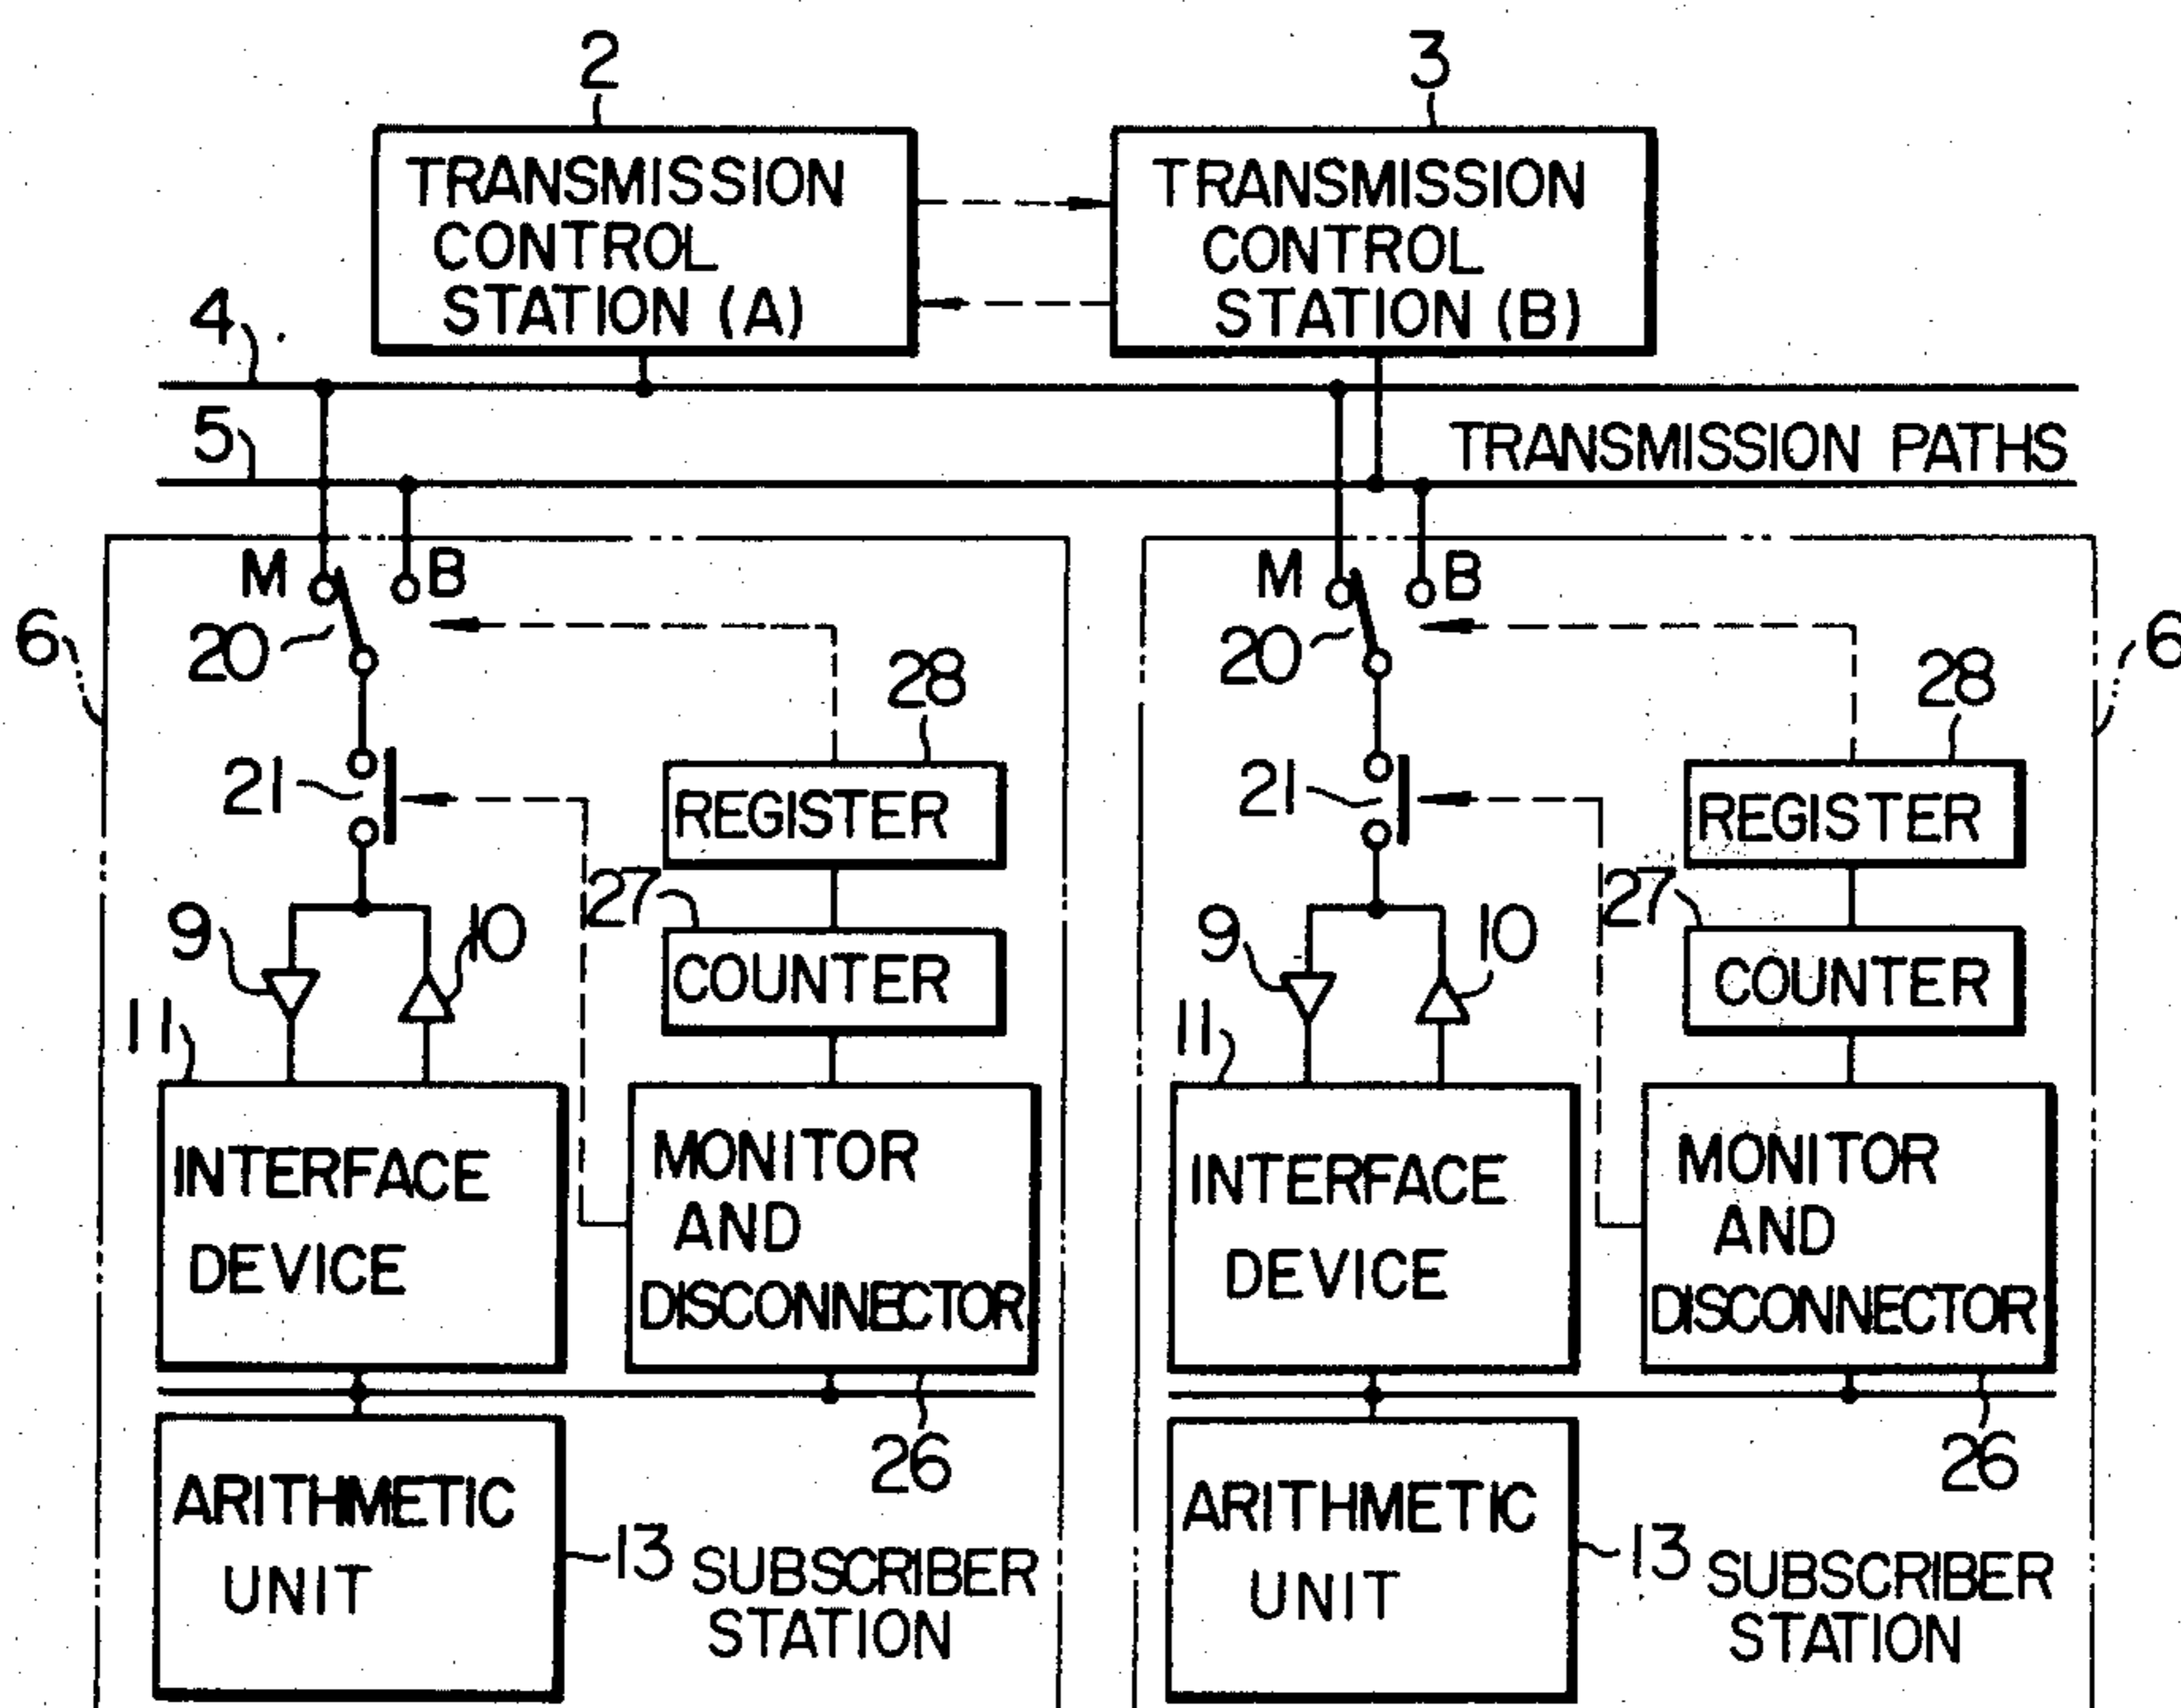 2
3
TRANSMISSION
CONTROL
STATION (A)
TRANSMISSION
CONTROL
STATION (B)
4
5
TRANSMISSION PATHS
M
B
M
B
6
20
28
20
28
6
21
REGISTER
21
REGISTER
27
27
9
10
COUNTER
9
10
COUNTER
11
11
INTERFACE
DEVICE
MONITOR
AND
DISCONNECTOR
INTERFACE
DEVICE
MONITOR
AND
DISCONNECTOR
26
26
ARITHMETIC
UNIT
13
SUBSCRIBER
STATION
ARITHMETIC
UNIT
13
SUBSCRIBER
STATION